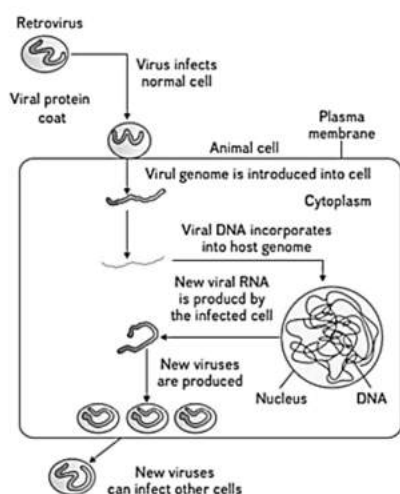 Retrovirus
Virus infects
normal cell
Viral protein
coat
Plasma
membrane
Animal cell
Virul genome is introduced into cell
Cytoplasm
Viral DNA incorporates
into host genome
New viral RNA
is producd by
the infected cell
New viruses
are produced
Nucleus
DNA
New viruses
can infect other cells